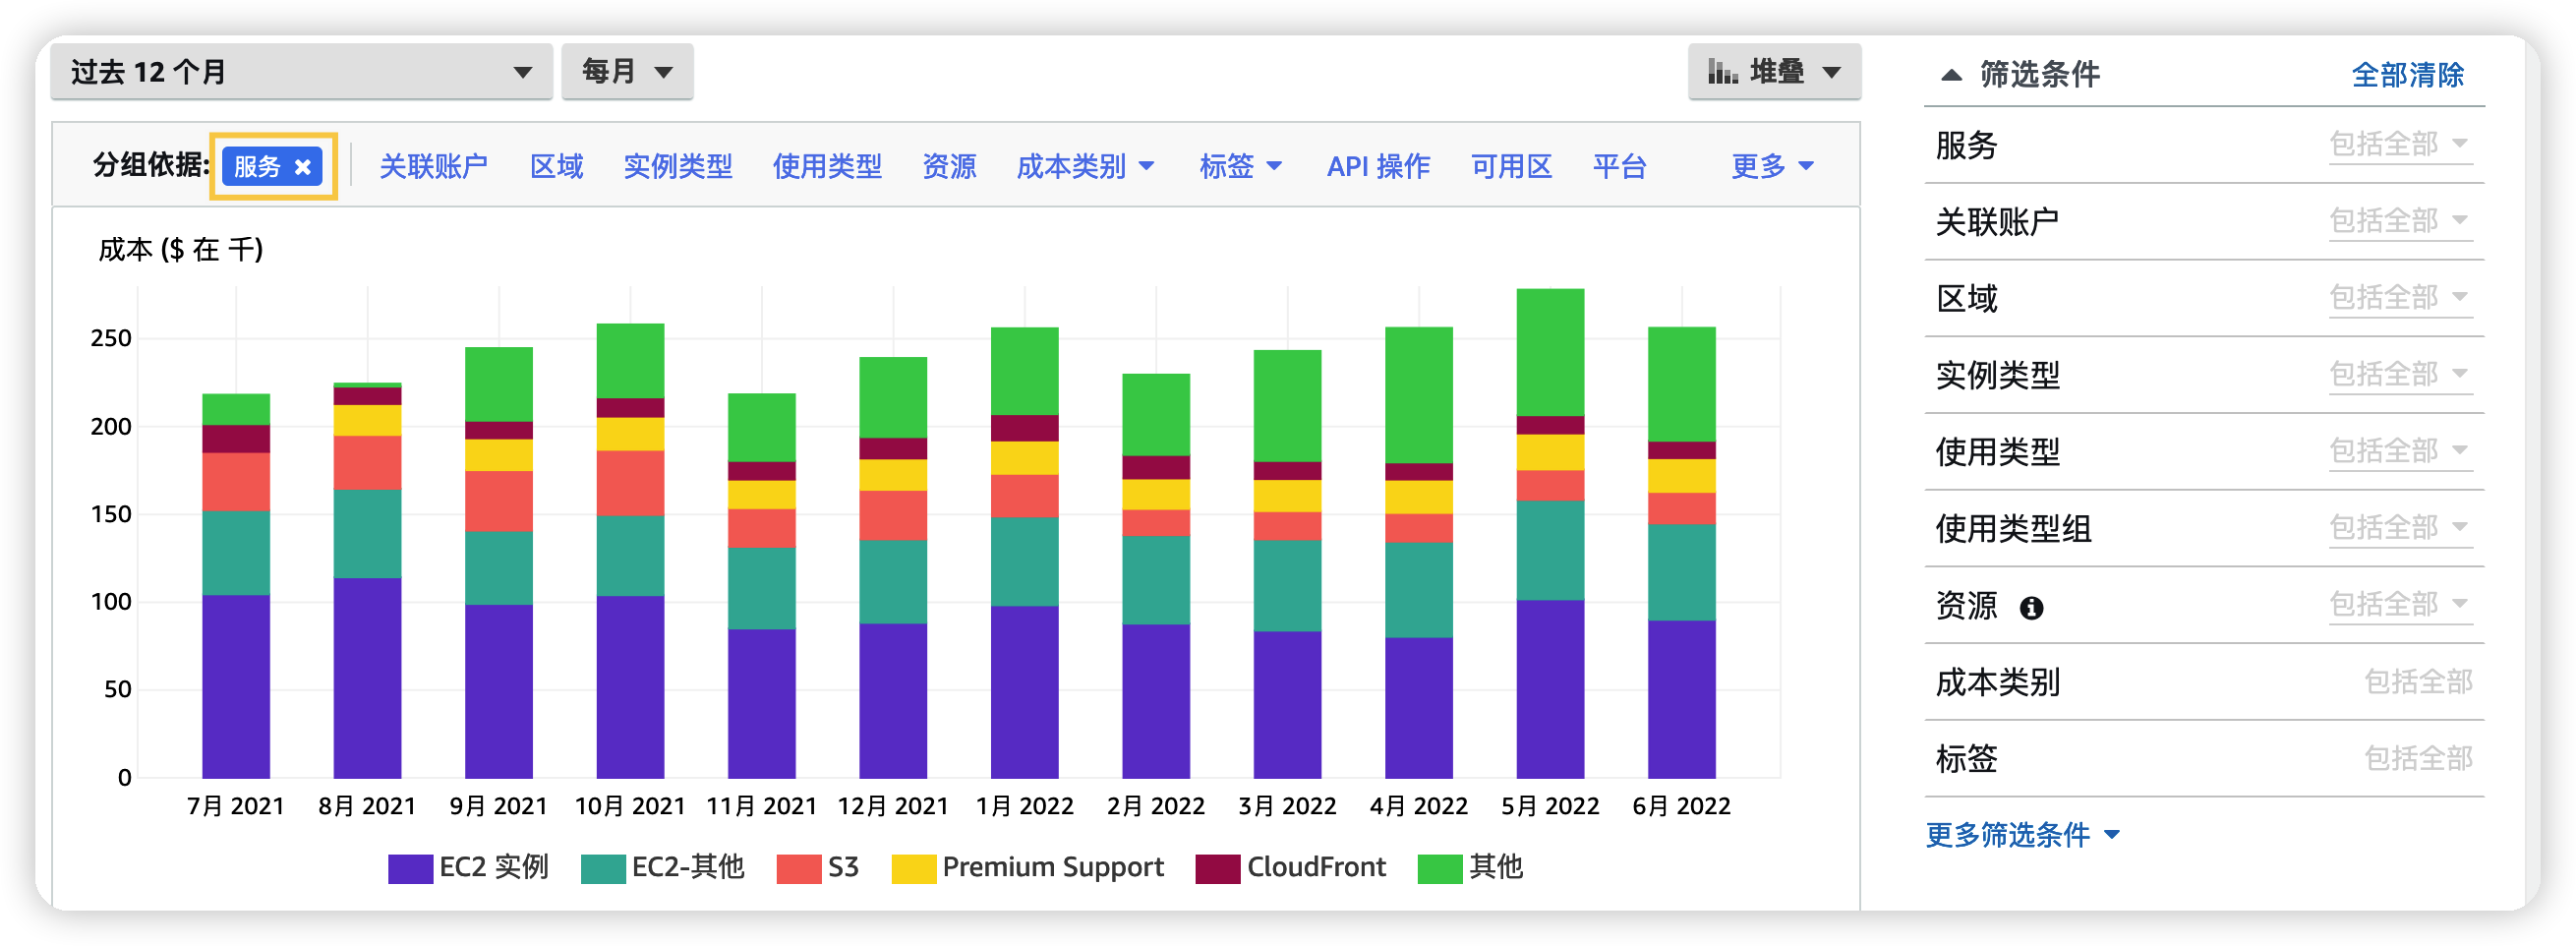 过去 12 个月
每月
堆叠
分组依据: 服务 × 关联账户 区域 实例类型 使用类型 资源 成本类别 标签 API 操作 可用区 平台 更多
成本 ($ 在 千)
250
200
150
100
50
0
7月 2021 8月 2021 9月 2021 10月 2021 11月 2021 12月 2021 1月 2022 2月 2022 3月 2022 4月 2022 5月 2022 6月 2022
EC2 实例 EC2-其他 S3 Premium Support CloudFront 其他
筛选条件 全部清除
服务 包括全部
关联账户 包括全部
区域 包括全部
实例类型 包括全部
使用类型 包括全部
使用类型组 包括全部
资源 包括全部
成本类别 包括全部
标签 包括全部
更多筛选条件